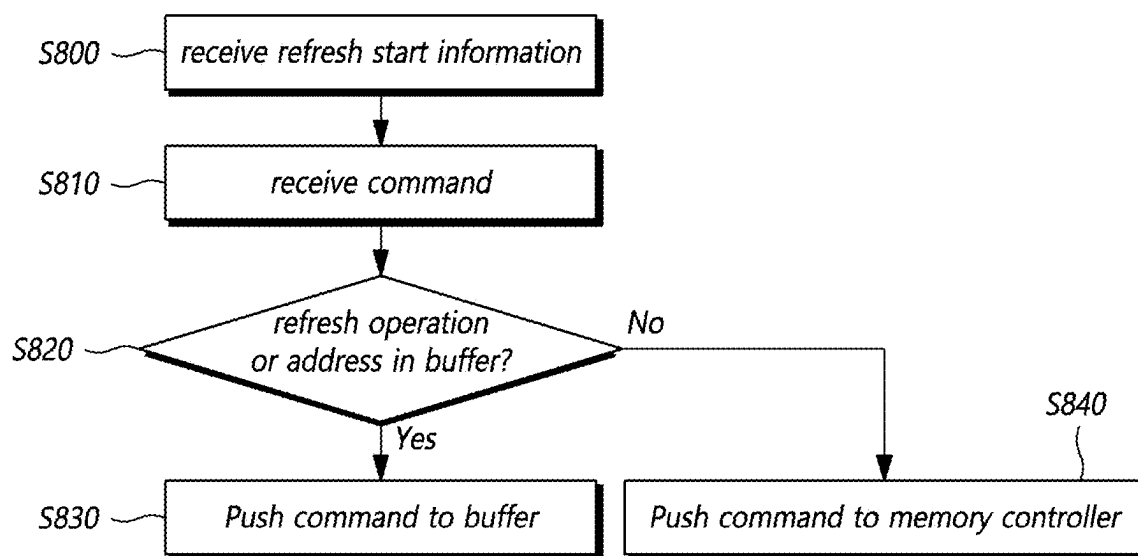 S800
receive refresh start information
S810
receive command
S820
refresh operation
or address in buffer?
No
Yes
S840
S830
Push command to buffer
Push command to memory controller